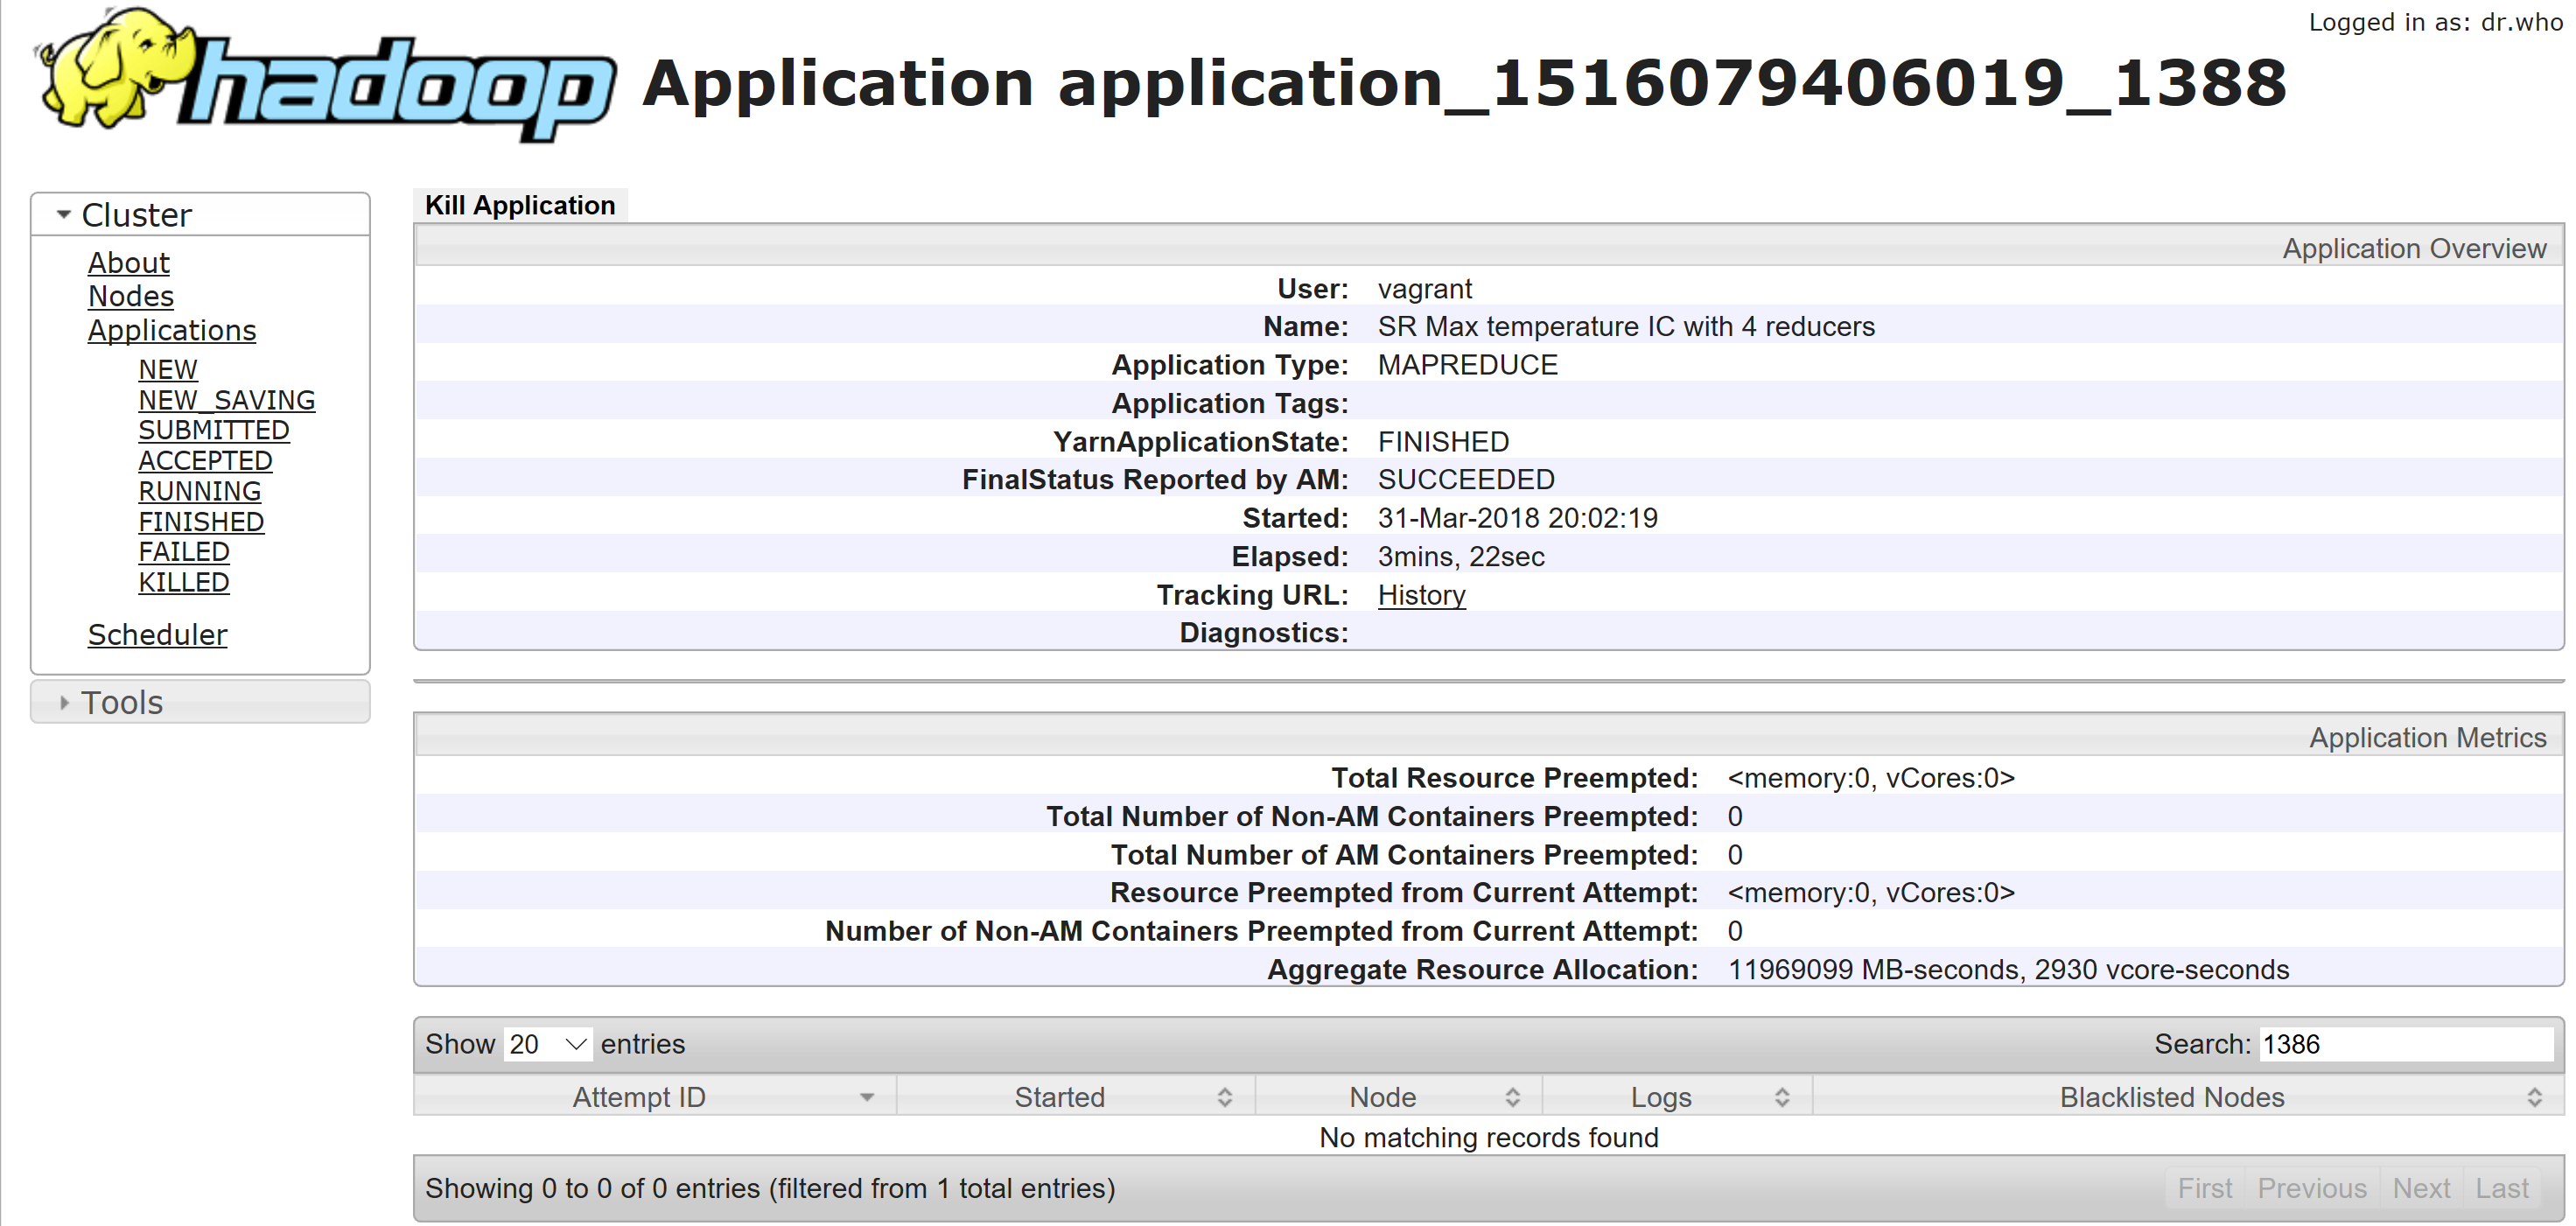 Logged in as: dr.who
hadoop
Application application_1516079406019_1388
Cluster
About
Nodes
Applications
NEW
NEW_SAVING
SUBMITTED
ACCEPTED
RUNNING
FINISHED
FAILED
KILLED
Scheduler
Tools
Kill Application
Application Overview
User: vagrant
Name: SR Max temperature IC with 4 reducers
Application Type: MAPREDUCE
Application Tags:
YarnApplicationState: FINISHED
FinalStatus Reported by AM: SUCCEEDED
Started: 31-Mar-2018 20:02:19
Elapsed: 3mins, 22sec
Tracking URL: History
Diagnostics:
Application Metrics
Total Resource Preempted: <memory:0, vCores:0>
Total Number of Non-AM Containers Preempted: 0
Total Number of AM Containers Preempted: 0
Resource Preempted from Current Attempt: <memory:0, vCores:0>
Number of Non-AM Containers Preempted from Current Attempt: 0
Aggregate Resource Allocation: 11969099 MB-seconds, 2930 vcore-seconds
Show 20 entries Search: 1386
Attempt ID Started Node Logs Blacklisted Nodes
No matching records found
Showing 0 to 0 of 0 entries (filtered from 1 total entries) First Previous Next Last